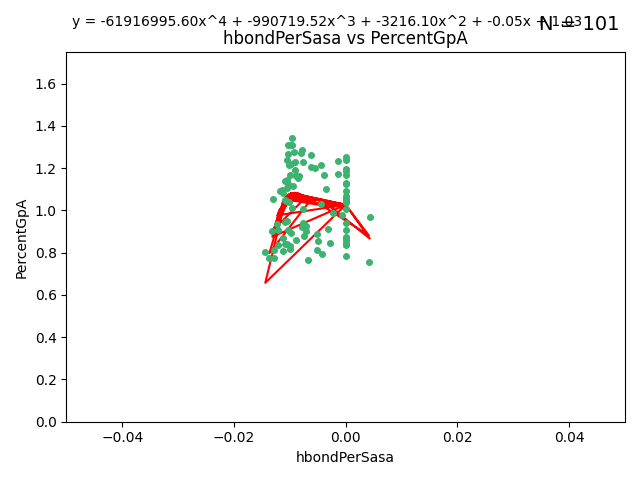 y = -61916995.60x^4 + -990719.52x^3 + -3216.10x^2 + -0.05x + 1.03
N = 101
hbondPerSasa vs PercentGpA
1.6
1.4
1.2
1.0
0.8
0.6
0.4
0.2
0.0
PercentGpA
−0.04
−0.02
0.00
0.02
0.04
hbondPerSasa